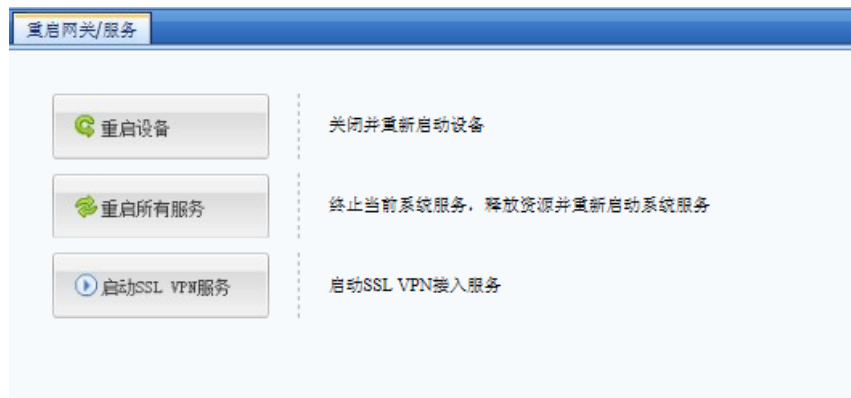 重启网关/服务
重启设备
关闭并重新启动设备
重启所有服务
终止当前系统服务，释放资源并重新启动系统服务
启动SSL VPN服务
启动SSL VPN接入服务